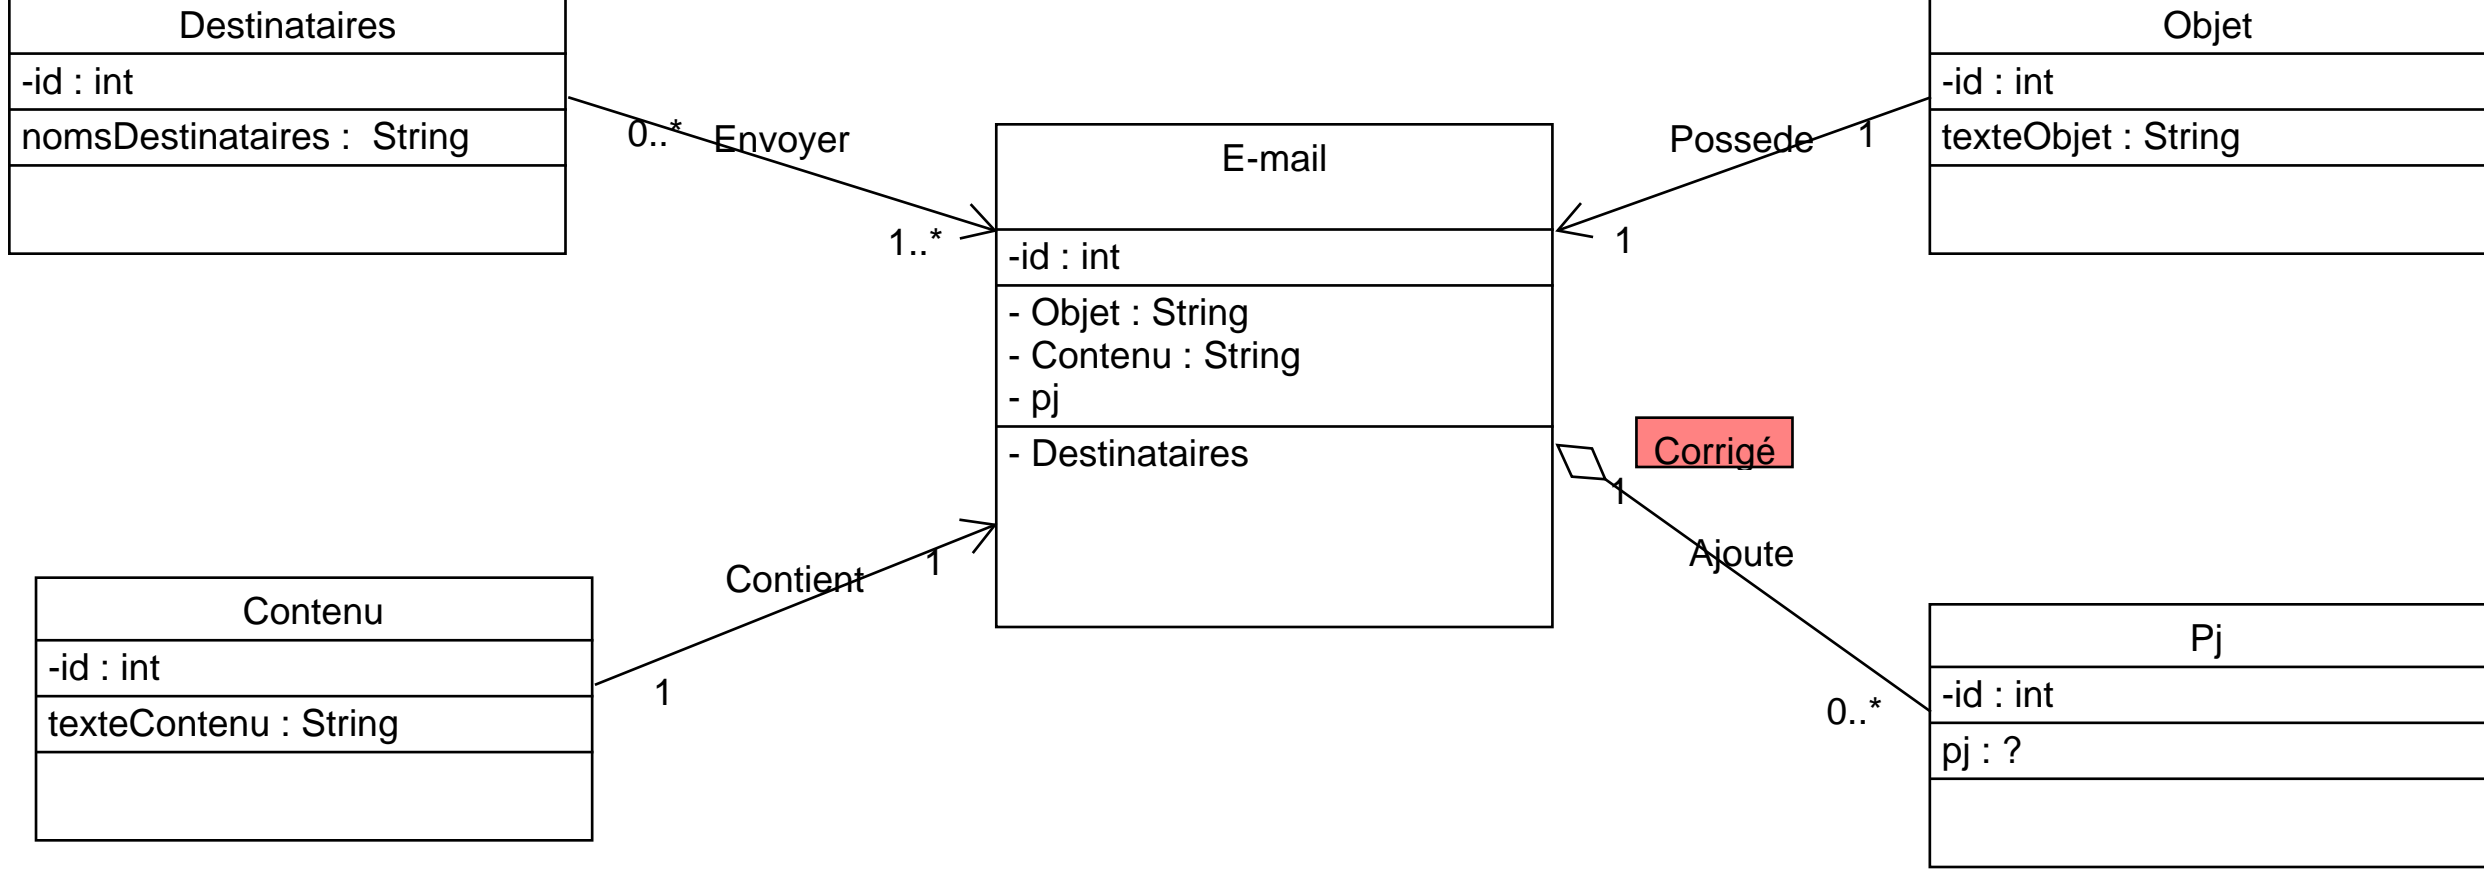 Destinataires
-id : int
nomsDestinataires :  String
Objet
-id : int
texteObjet : String
0..*
Envoyer
1..*
Possede
1
1
E-mail
-id : int
- Objet : String
- Contenu : String
- pj
- Destinataires
Corrigé
1
Ajoute
0..*
Contient
1
1
Contenu
-id : int
texteContenu : String
Pj
-id : int
pj : ?